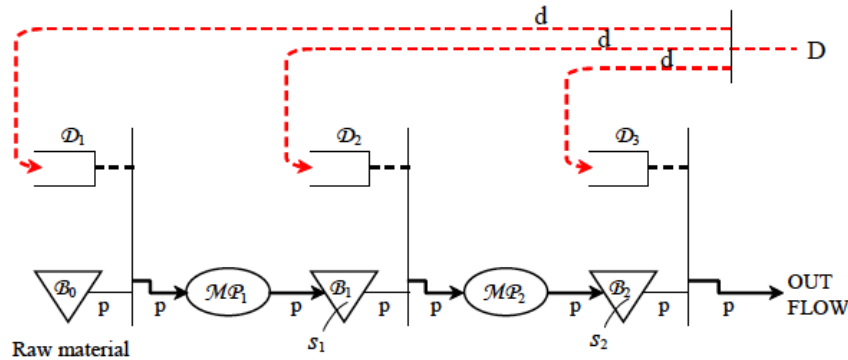 d
d
D
d
𝒟₁
𝒟₂
𝒟₃
ℬ₀
ℳ𝒫₁
ℬ₁
ℳ𝒫₂
ℬ₂
OUT
FLOW
p
p
p
p
p
p
p
p
s₁
s₂
Raw material